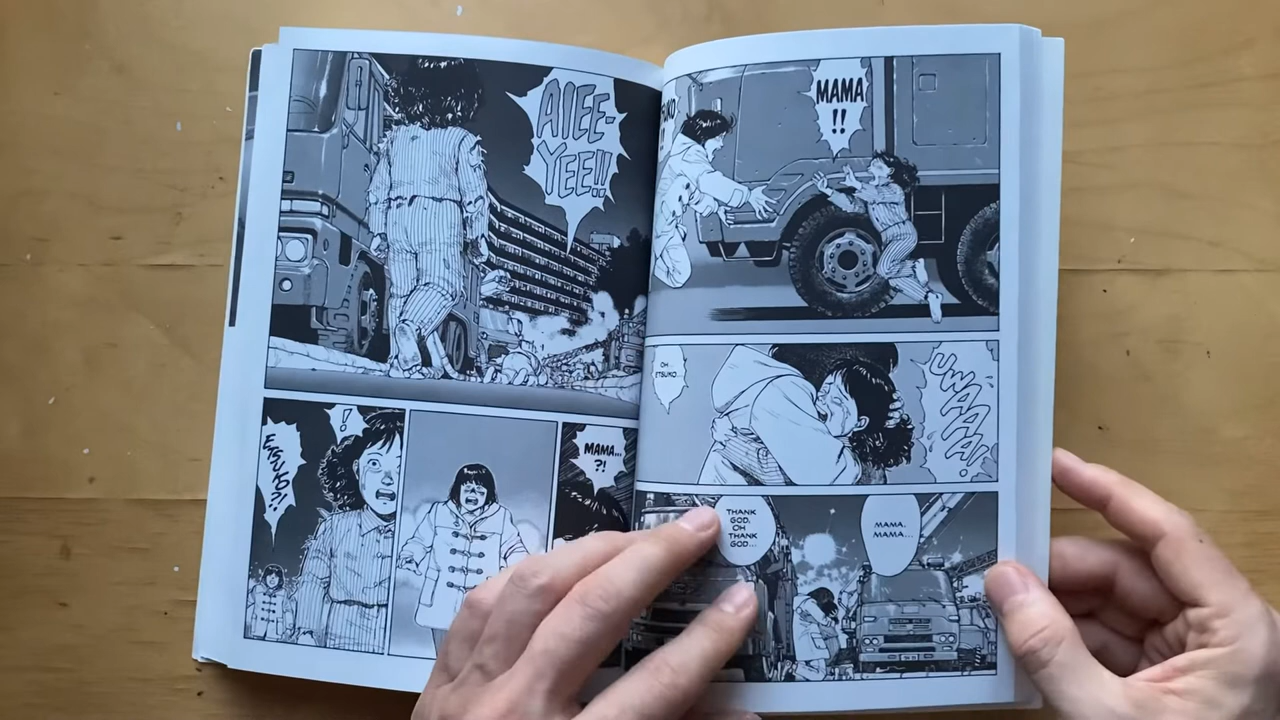 AIEE-
YEE!!
ETSUKO?!
!
MAMA...
?!
MAMA
!!
OH...
ETSUKO...
UWAAA!!
THANK
GOD,
OH
THANK
GOD...
MAMA.
MAMA...